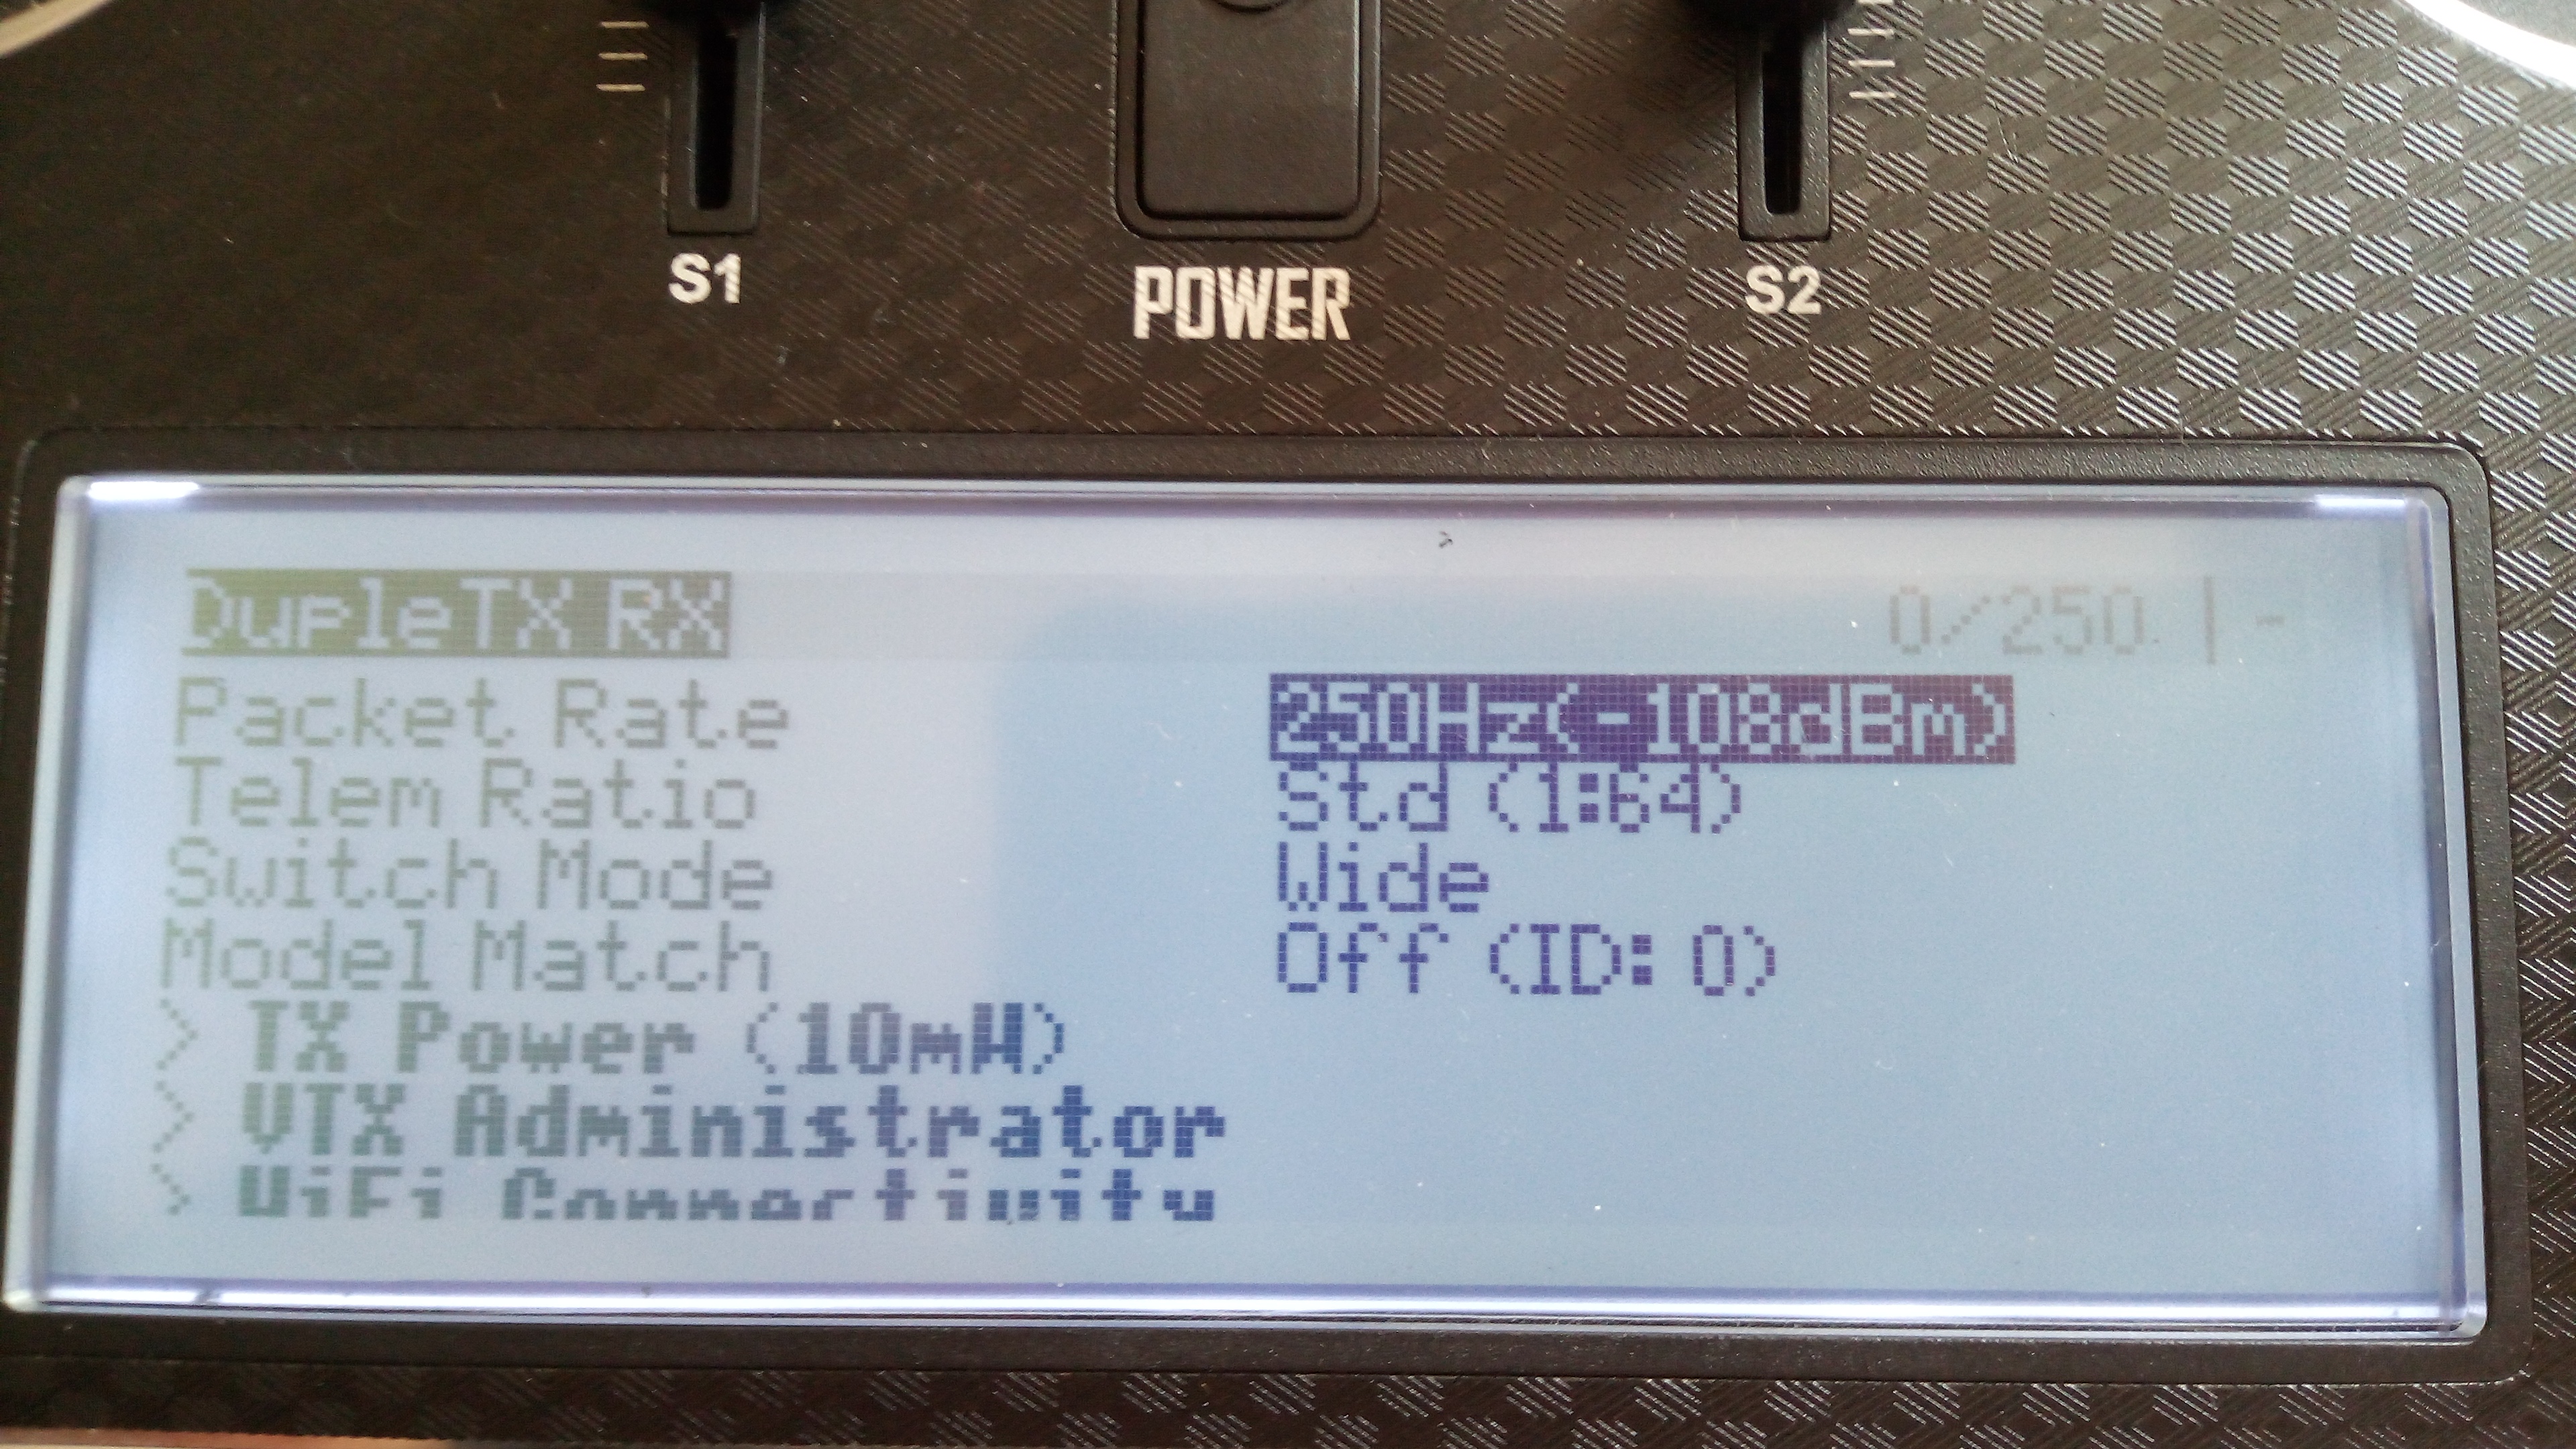 S1
POWER
S2
DupleTX RX 0/250 | -
Packet Rate 250Hz(-108dBm)
Telem Ratio Std (1:64)
Switch Mode Wide
Model Match Off (ID: 0)
> TX Power (10mW)
> VTX Administrator
> WiFi Connectivity